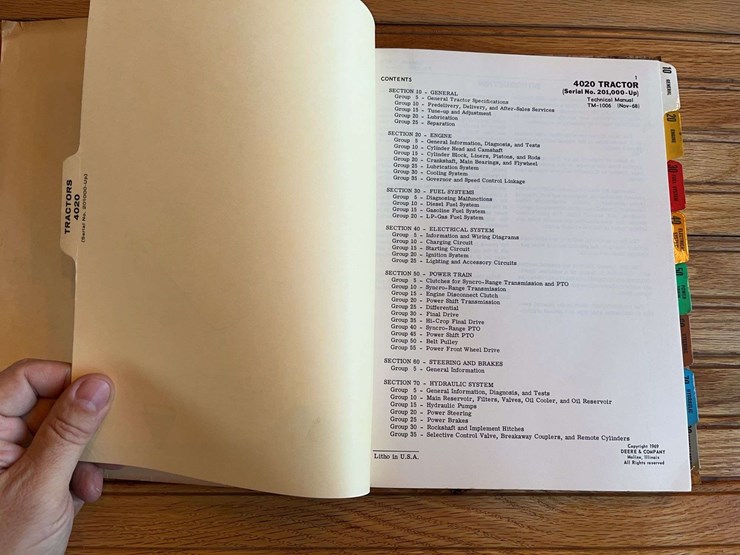 TRACTORS
4020
(Serial No. 201000-Up)
CONTENTS
1
4020 TRACTOR
(Serial No. 201,000-Up)
Technical Manual
TM-1006 (Nov-68)
SECTION 10 - GENERAL
Group 5 - General Tractor Specifications
Group 10 - Predelivery, Delivery, and After-Sales Services
Group 15 - Tune-up and Adjustment
Group 20 - Lubrication
Group 25 - Separation
SECTION 20 - ENGINE
Group 5 - General Information, Diagnosis, and Tests
Group 10 - Cylinder Head and Camshaft
Group 15 - Cylinder Block, Liners, Pistons, and Rods
Group 20 - Crankshaft, Main Bearings, and Flywheel
Group 25 - Lubrication System
Group 30 - Cooling System
Group 35 - Governor and Speed Control Linkage
SECTION 30 - FUEL SYSTEMS
Group 5 - Diagnosing Malfunctions
Group 10 - Diesel Fuel System
Group 15 - Gasoline Fuel System
Group 20 - LP-Gas Fuel System
SECTION 40 - ELECTRICAL SYSTEM
Group 5 - Information and Wiring Diagrams
Group 10 - Charging Circuit
Group 15 - Starting Circuit
Group 20 - Ignition System
Group 25 - Lighting and Accessory Circuits
SECTION 50 - POWER TRAIN
Group 5 - Clutches for Syncro-Range Transmission and PTO
Group 10 - Syncro-Range Transmission
Group 15 - Engine Disconnect Clutch
Group 20 - Power Shift Transmission
Group 25 - Differential
Group 30 - Final Drive
Group 35 - Hi-Crop Final Drive
Group 40 - Syncro-Range PTO
Group 45 - Power Shift PTO
Group 50 - Belt Pulley
Group 55 - Power Front Wheel Drive
SECTION 60 - STEERING AND BRAKES
Group 5 - General Information
SECTION 70 - HYDRAULIC SYSTEM
Group 5 - General Information, Diagnosis, and Tests
Group 10 - Main Reservoir, Filters, Valves, Oil Cooler, and Oil Reservoir
Group 15 - Hydraulic Pumps
Group 20 - Power Steering
Group 25 - Power Brakes
Group 30 - Rockshaft and Implement Hitches
Group 35 - Selective Control Valve, Breakaway Couplers, and Remote Cylinders
Litho in U.S.A.
Copyright 1969
DEERE & COMPANY
Moline, Illinois
All Rights reserved
10 GENERAL
20 ENGINE
30
40
50
70